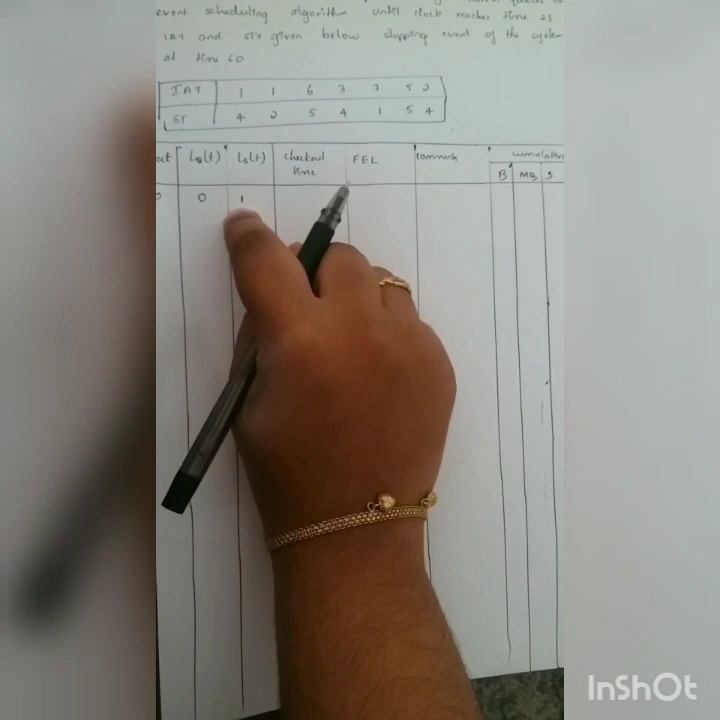 event scheduling algorithm until clock reaches time 23
IAT and ST given below stopping event of the system
at time 60
IAT 1 1 6 3 7 5 2
ST 4 2 5 4 1 5 4
LQ(t) LS(t) checkout time FEL comments cumulative
B MQ S
0 0 1
InShOt